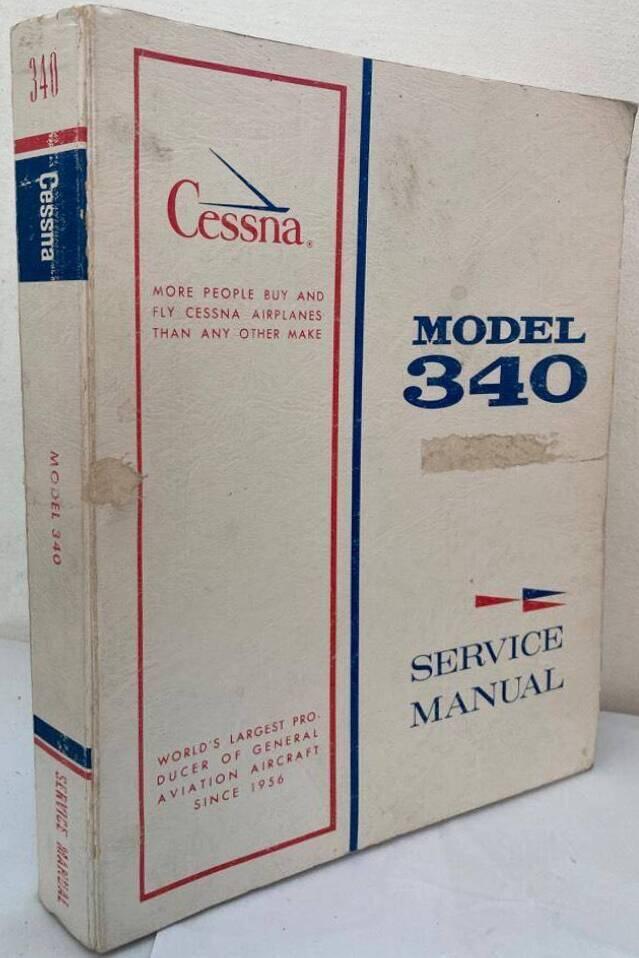 340
Cessna
MODEL 340
SERVICE MANUAL
Cessna®
MORE PEOPLE BUY AND
FLY CESSNA AIRPLANES
THAN ANY OTHER MAKE
WORLD'S LARGEST PRO-
DUCER OF GENERAL
AVIATION AIRCRAFT
SINCE 1956
MODEL
340
SERVICE
MANUAL